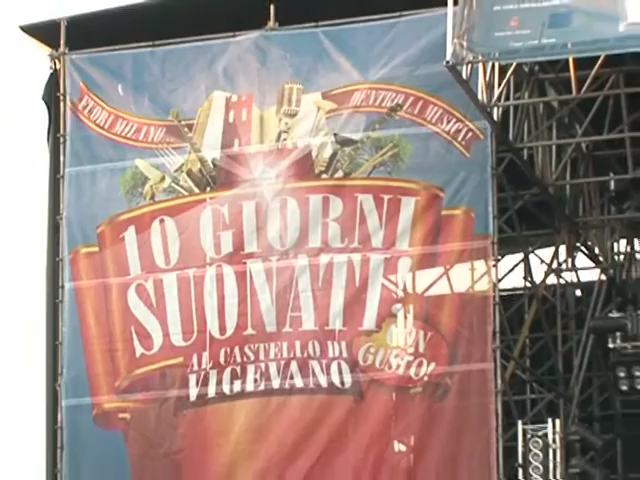 FUORI MILANO...
DENTRO LA MUSICA!
10 GIORNI
SUONATI
AL CASTELLO DI
VIGEVANO
CON
GUSTO!